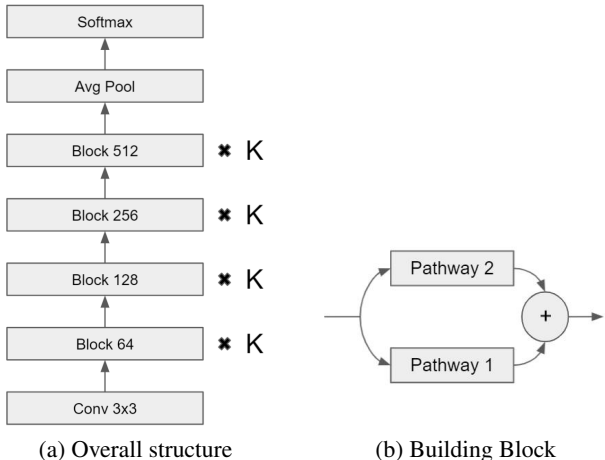 Softmax
Avg Pool
Block 512 ✖ K
Block 256 ✖ K
Block 128 ✖ K
Block 64 ✖ K
Conv 3x3
(a) Overall structure
Pathway 2
+
Pathway 1
(b) Building Block